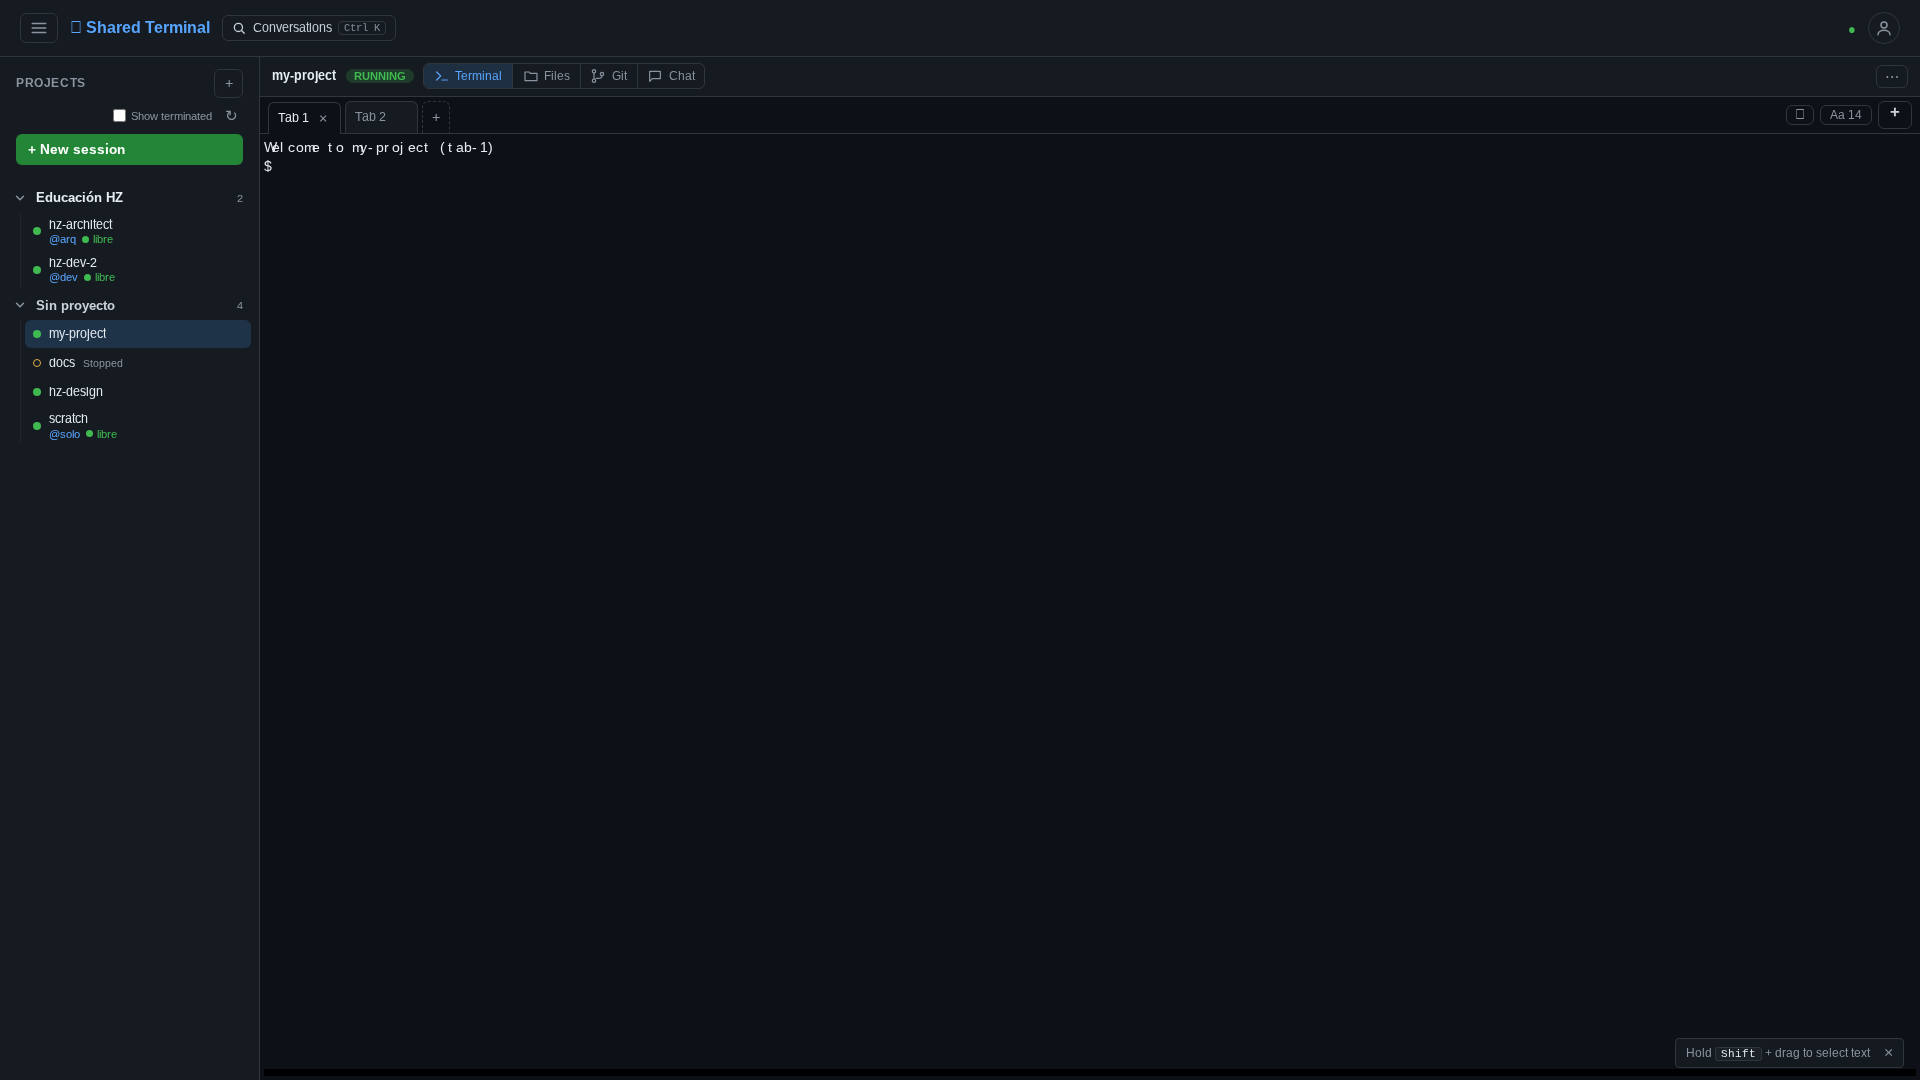 Shared Terminal
Conversations Ctrl K
PROJECTS
+
Show terminated ↻
+ New session
Educación HZ 2
hz-architect
@arq libre
hz-dev-2
@dev libre
Sin proyecto 4
my-project
docs Stopped
hz-design
scratch
@solo libre
my-project RUNNING Terminal Files Git Chat ⋯
Tab 1 × Tab 2 + Aa 14 +
Welcome to my-project (tab-1)
$
Hold Shift + drag to select text ×